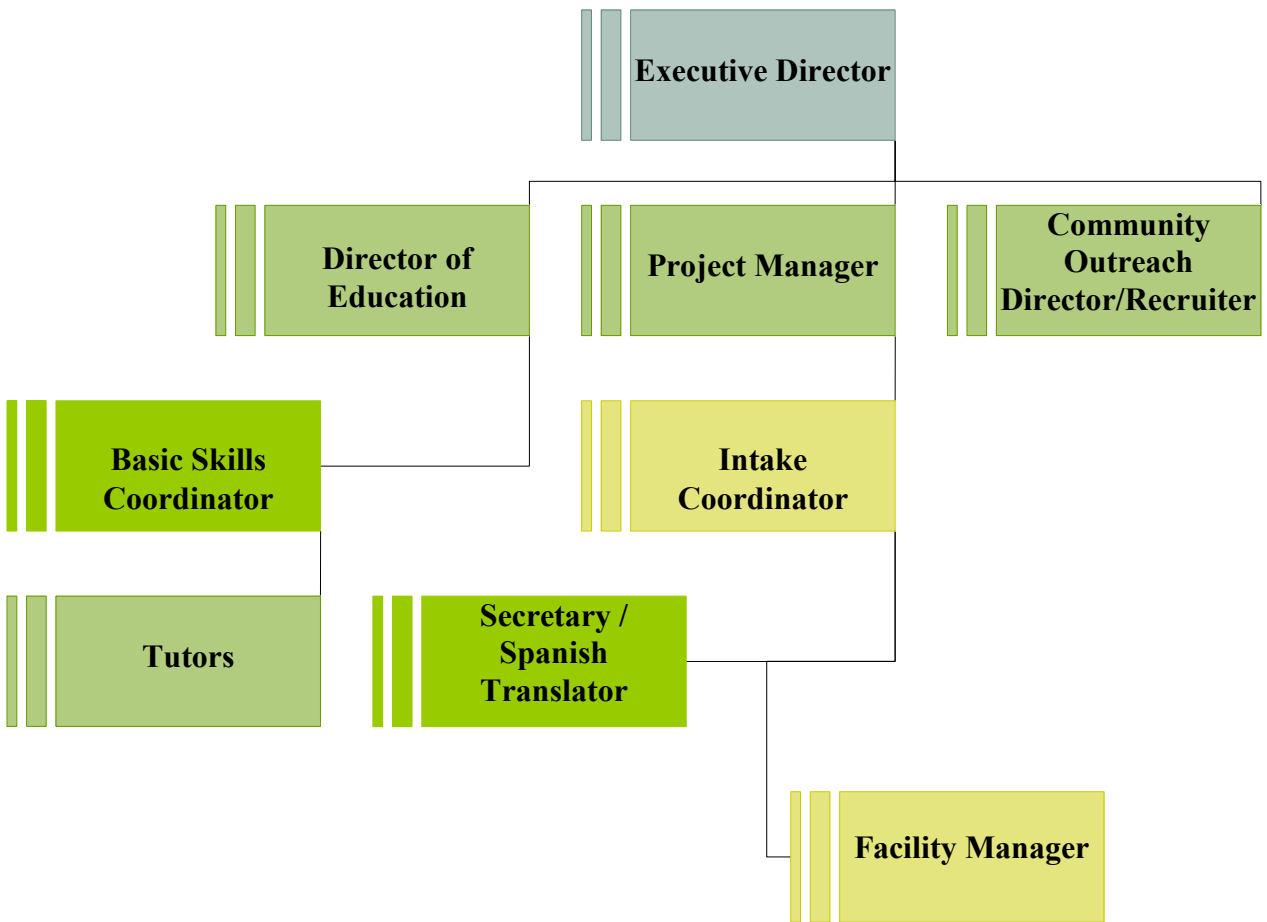 Executive Director
Director of
Education
Project Manager
Community
Outreach
Director/Recruiter
Basic Skills
Coordinator
Intake
Coordinator
Tutors
Secretary /
Spanish
Translator
Facility Manager